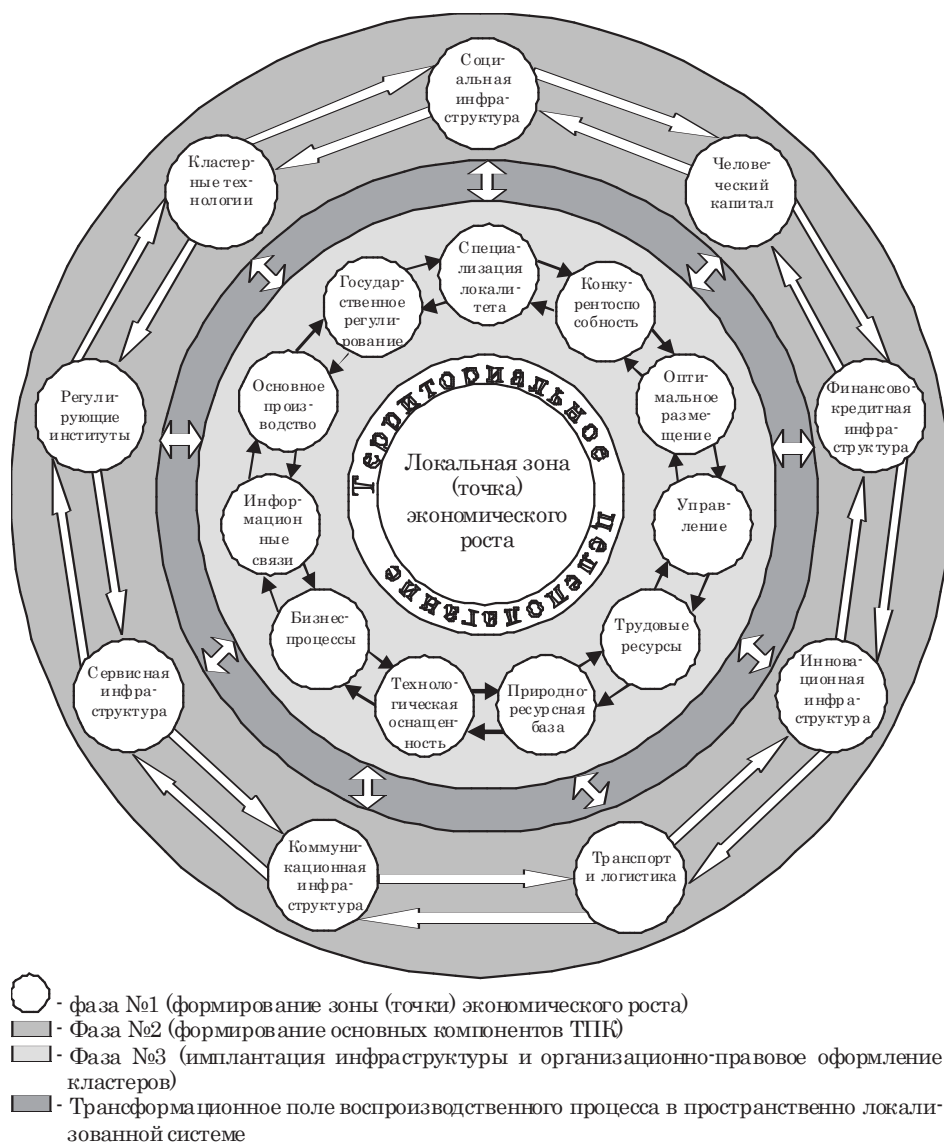 Соци-
альная
инфра-
структура
Кластер-
ные тех-
нологии
Челове-
ческий
капитал
Специа-
лизация
локали-
тета
Государ-
ственное
регули-
рование
Конку-
рентоспо
собность
Основное
произ-
водство
Опти-
мальное
разме-
щение
Регули-
рующие
институты
Финансово-
кредитная
инфра-
структура
Территориальное
целеполагание
Локальная зона
(точка)
экономического
роста
Инфор-
мацион
ные
связи
Управ-
ление
Бизнес-
процессы
Трудовые
ресурсы
Сервисная
инфра-
структура
Техноло-
гическая
оснащен-
ность
Природно-
ресурсная
база
Иннова-
ционная
инфра-
структура
Коммуни-
кационная
инфра-
структура
Транспорт
и логистика
- фаза №1 (формирование зоны (точки) экономического роста)
- Фаза №2 (формирование основных компонентов ТПК)
- Фаза №3 (имплантация инфраструктуры и организационно-правовое оформление
кластеров)
- Трансформационное поле воспроизводственного процесса в пространственно локали-
зованной системе